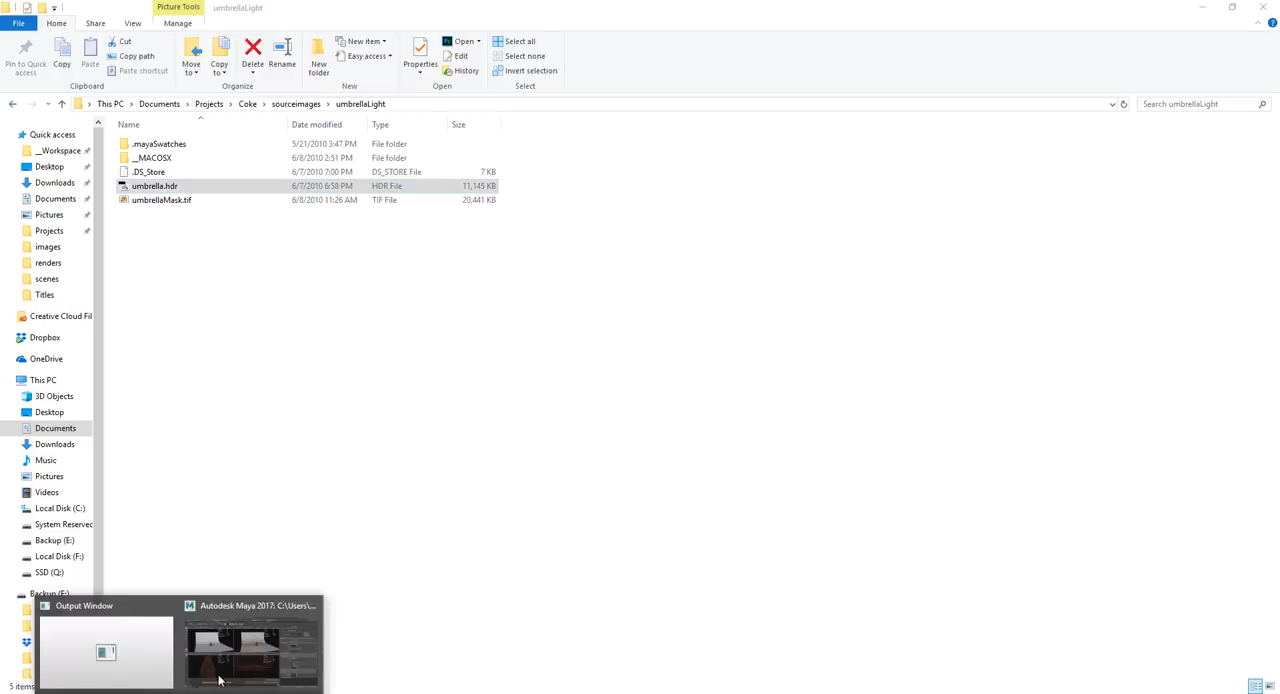 Picture Tools umbrellaLight
File Home Share View Manage
Pin to Quick access
Copy
Paste
Cut
Copy path
Paste shortcut
Clipboard
Move to
Copy to
Delete
Rename
Organize
New folder
New item
Easy access
New
Properties
Open
Edit
History
Open
Select all
Select none
Invert selection
Select
This PC Documents Projects Coke sourceimages umbrellaLight
Search umbrellaLight
Name Date modified Type Size
.mayaSwatches 5/21/2010 3:47 PM File folder
__MACOSX 6/8/2010 2:51 PM File folder
.DS_Store 6/7/2010 7:00 PM DS_STORE File 7 KB
umbrella.hdr 6/7/2010 6:58 PM HDR File 11,145 KB
umbrellaMask.tif 6/8/2010 11:26 AM TIF File 20,441 KB
Quick access
__Workspace
Desktop
Downloads
Documents
Pictures
Projects
images
renders
scenes
Titles
Creative Cloud Fil
Dropbox
OneDrive
This PC
3D Objects
Desktop
Documents
Downloads
Music
Pictures
Videos
Local Disk (C:)
System Reserved
Backup (E:)
Local Disk (F:)
SSD (Q:)
Output Window
Autodesk Maya 2017: C:\Users\...
5 items